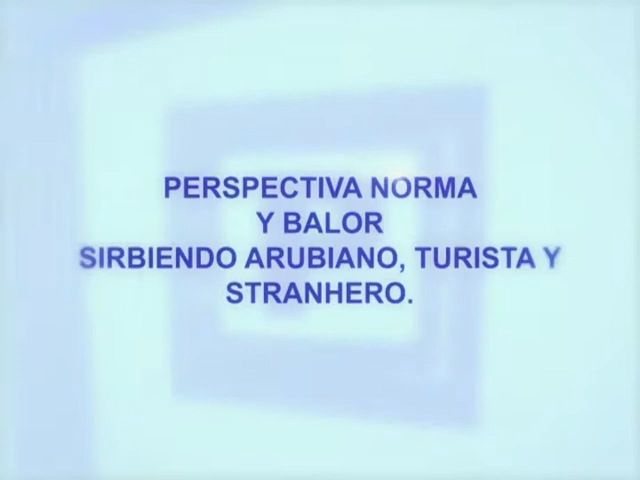 PERSPECTIVA NORMA
Y BALOR
SIRBIENDO ARUBIANO, TURISTA Y
STRANHERO.